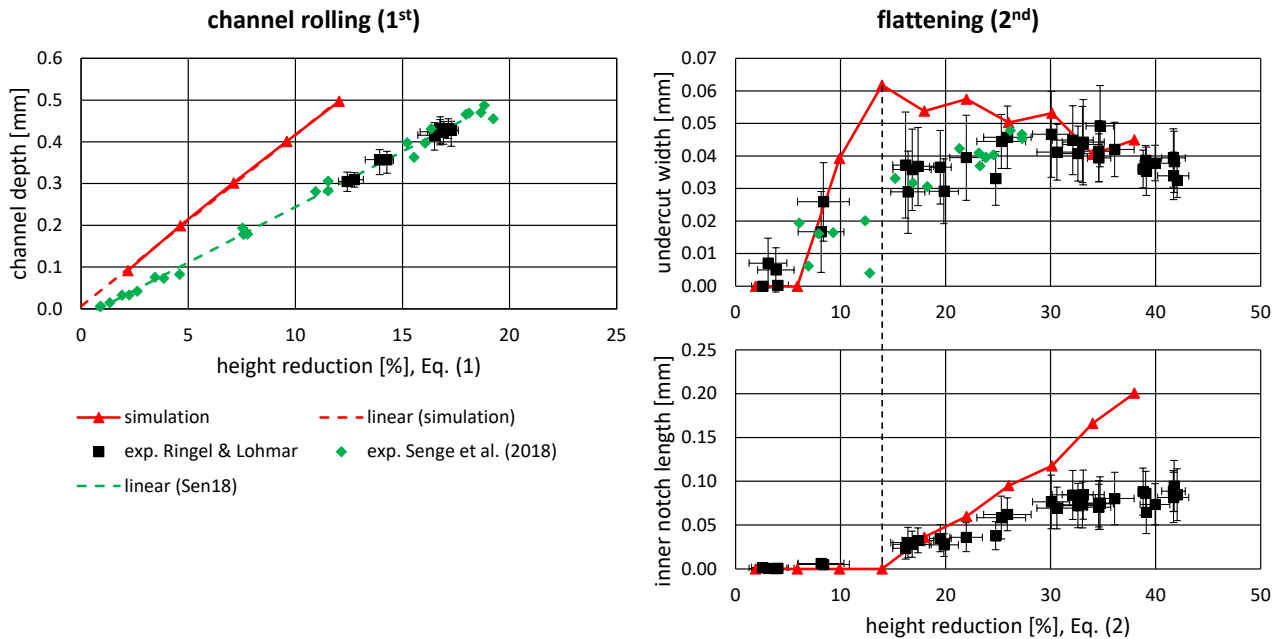 channel rolling (1st)
channel depth [mm]
0.6
0.5
0.4
0.3
0.2
0.1
0.0
0 5 10 15 20 25
height reduction [%], Eq. (1)
simulation
linear (simulation)
exp. Ringel & Lohmar
exp. Senge et al. (2018)
linear (Sen18)
flattening (2nd)
undercut width [mm]
0.07
0.06
0.05
0.04
0.03
0.02
0.01
0.00
0 10 20 30 40 50
inner notch length [mm]
0.25
0.20
0.15
0.10
0.05
0.00
0 10 20 30 40 50
height reduction [%], Eq. (2)